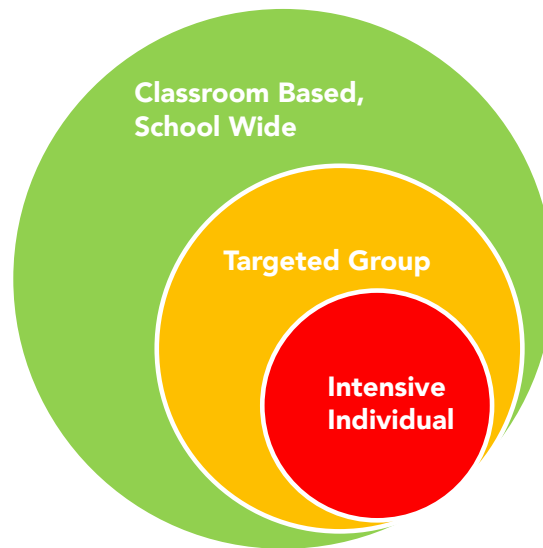 Classroom Based,
School Wide
Targeted Group
Intensive
Individual